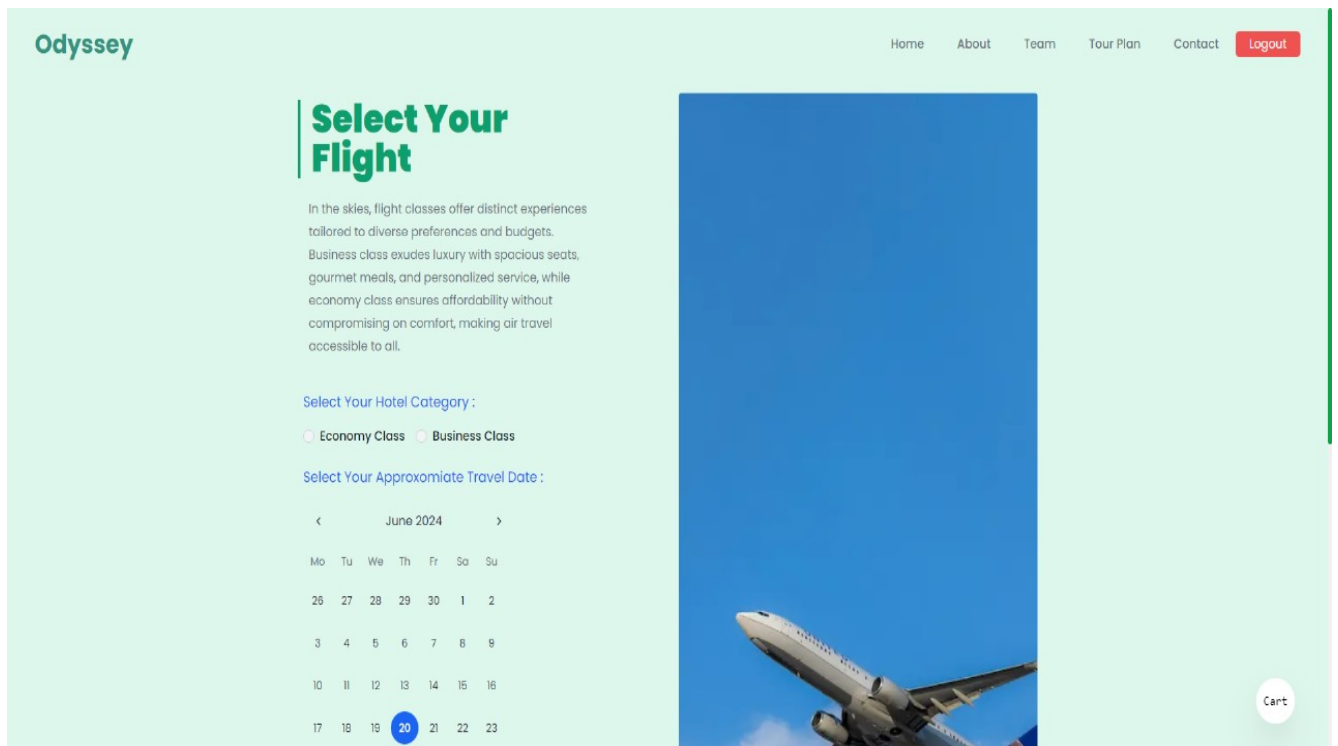 Odyssey
Home About Team Tour Plan Contact Logout
Select Your
Flight
In the skies, flight classes offer distinct experiences
tailored to diverse preferences and budgets.
Business class exudes luxury with spacious seats,
gourmet meals, and personalized service, while
economy class ensures affordability without
compromising on comfort, making air travel
accessible to all.
Select Your Hotel Category :
Economy Class Business Class
Select Your Approxomiate Travel Date :
‹ June 2024 ›
Mo Tu We Th Fr Sa Su
26 27 28 29 30 1 2
3 4 5 6 7 8 9
10 11 12 13 14 15 16
17 18 19 20 21 22 23
Cart